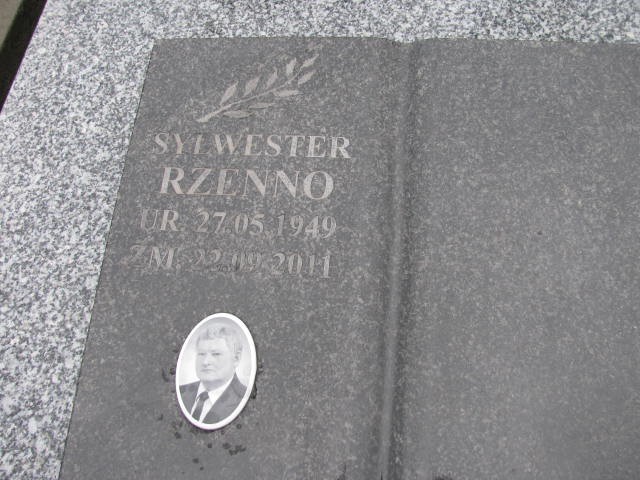 SYLWESTER
RZENNO
UR. 27.05.1949
ZM. 22.09.2011